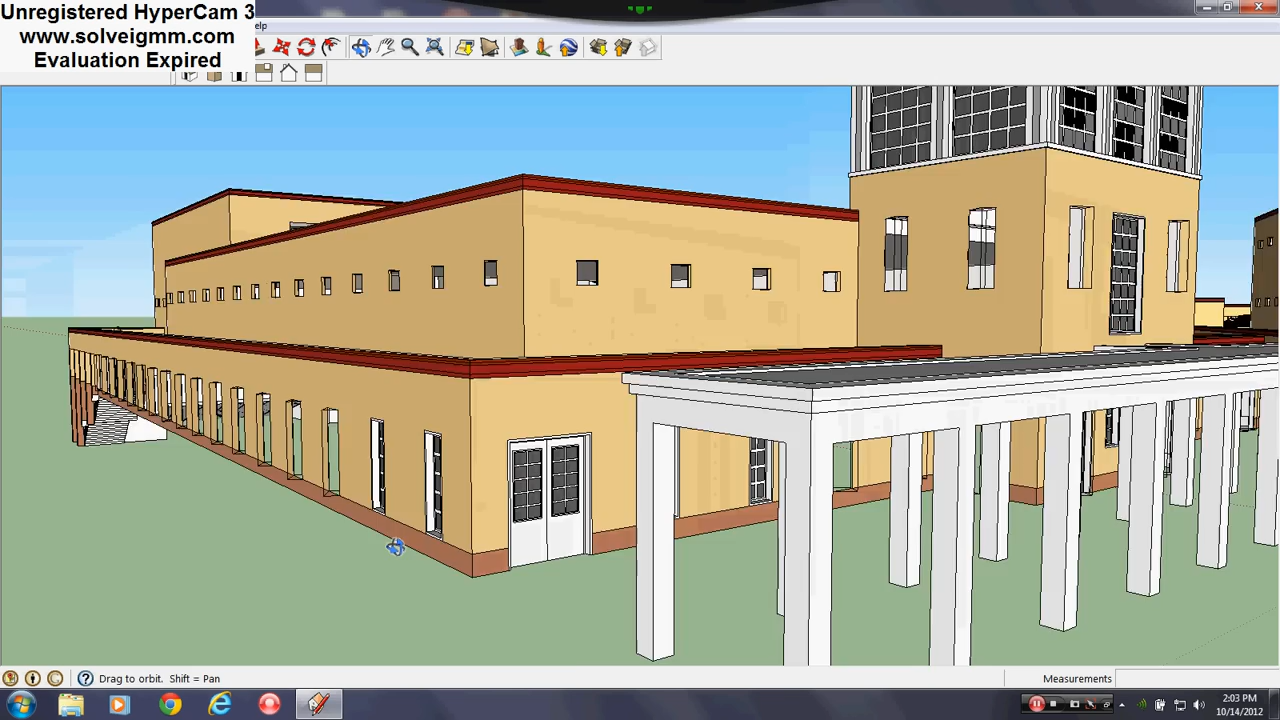 Unregistered HyperCam 3
www.solveigmm.com
Evaluation Expired
elp
Drag to orbit. Shift = Pan
Measurements
2:03 PM
10/14/2012